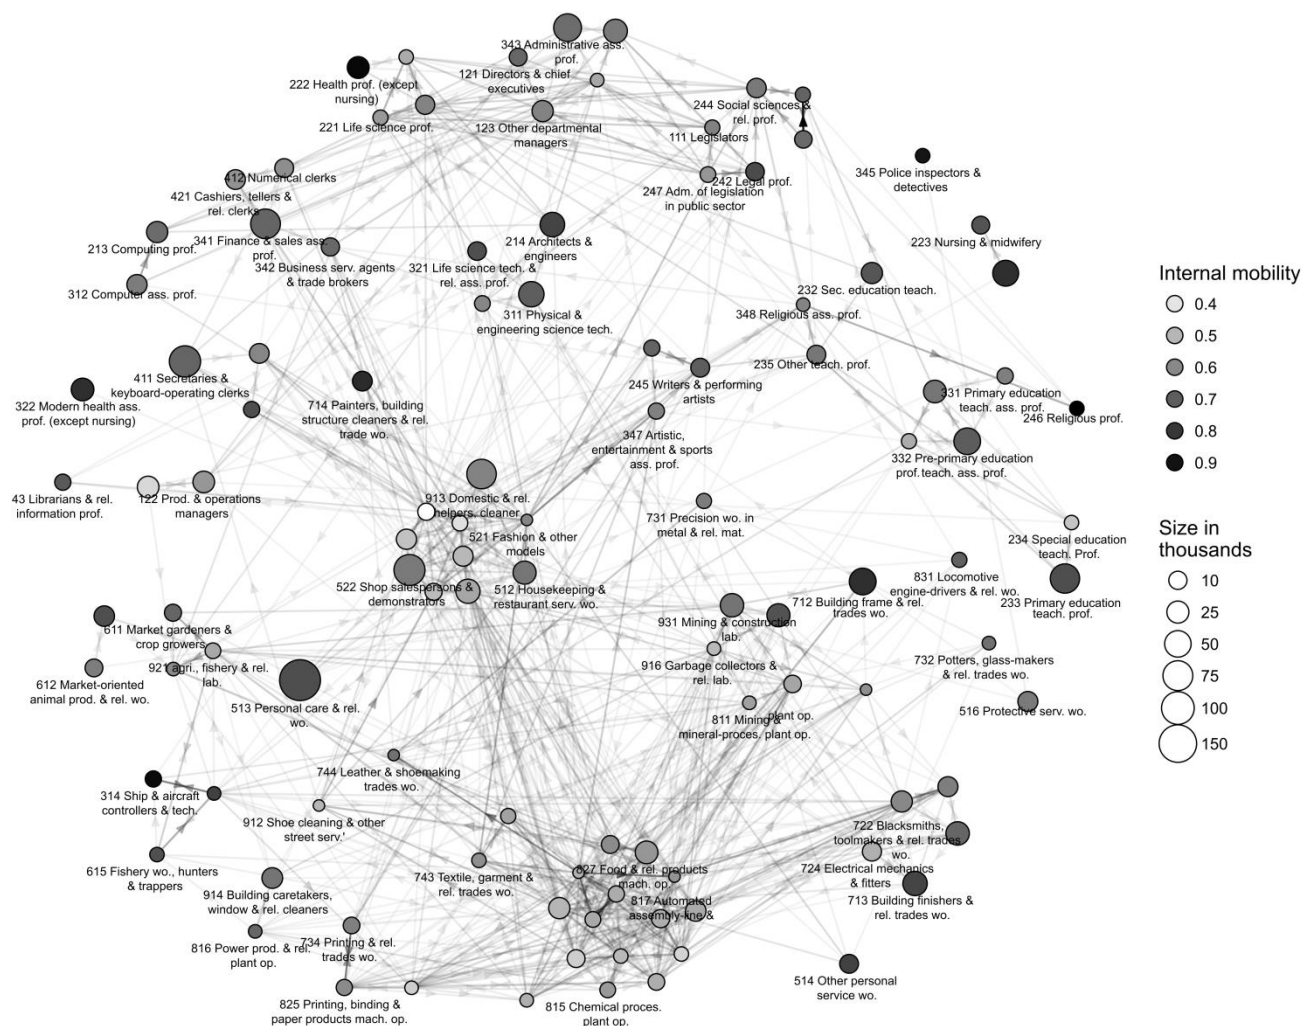 343 Administrative ass.
prof.
121 Directors & chief
executives
222 Health prof. (except
nursing)
221 Life science prof.
123 Other departmental
managers
244 Social sciences &
rel. prof.
111 Legislators
247 Adm. of legislation
in public sector
242 Legal prof.
345 Police inspectors &
detectives
412 Numerical clerks
421 Cashiers, tellers &
rel. clerks
213 Computing prof.
341 Finance & sales ass.
prof.
342 Business serv. agents
& trade brokers
312 Computer ass. prof.
214 Architects &
engineers
321 Life science tech. &
rel. ass. prof.
311 Physical &
engineering science tech.
223 Nursing & midwifery
232 Sec. education teach.
348 Religious ass. prof.
235 Other teach. prof.
411 Secretaries &
keyboard-operating clerks
322 Modern health ass.
prof. (except nursing)
714 Painters, building
structure cleaners & rel.
trade wo.
245 Writers & performing
artists
347 Artistic,
entertainment & sports
ass. prof.
331 Primary education
teach. ass. prof.
246 Religious prof.
332 Pre-primary education
prof.teach. ass. prof.
43 Librarians & rel.
information prof.
122 Prod. & operations
managers
913 Domestic & rel.
helpers, cleaner
521 Fashion & other
models
731 Precision wo. in
metal & rel. mat.
234 Special education
teach. Prof.
233 Primary education
teach. prof.
522 Shop salespersons &
demonstrators
512 Housekeeping &
restaurant serv. wo.
831 Locomotive
engine-drivers & rel. wo.
712 Building frame & rel.
trades wo.
931 Mining & construction
lab.
916 Garbage collectors &
rel. lab.
611 Market gardeners &
crop growers
921 agri., fishery & rel.
lab.
612 Market-oriented
animal prod. & rel. wo.
513 Personal care & rel.
wo.
732 Potters, glass-makers
& rel. trades wo.
516 Protective serv. wo.
plant op.
811 Mining &
mineral-proces. plant op.
744 Leather & shoemaking
trades wo.
314 Ship & aircraft
controllers & tech.
912 Shoe cleaning & other
street serv.'
615 Fishery wo., hunters
& trappers
743 Textile, garment &
rel. trades wo.
827 Food & rel. products
mach. op.
817 Automated
assembly-line &
722 Blacksmiths,
toolmakers & rel. trades
wo.
724 Electrical mechanics
& fitters
713 Building finishers &
rel. trades wo.
914 Building caretakers,
window & rel. cleaners
816 Power prod. & rel.
plant op.
734 Printing & rel.
trades wo.
825 Printing, binding &
paper products mach. op.
815 Chemical proces.
plant op.
514 Other personal
service wo.
Internal mobility
0.4
0.5
0.6
0.7
0.8
0.9
Size in
thousands
10
25
50
75
100
150